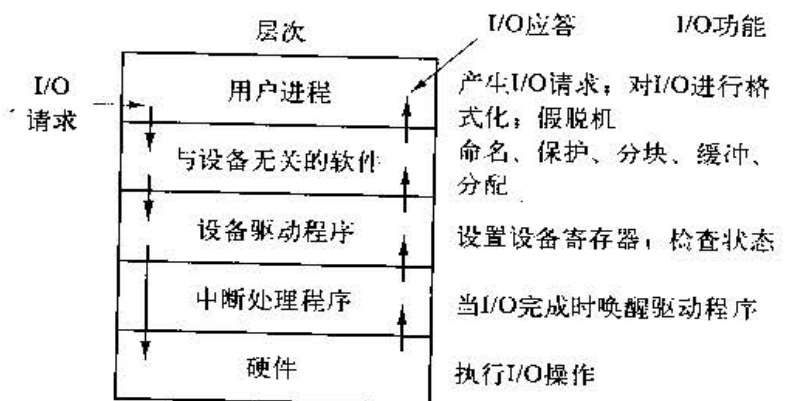 层次
I/O应答
I/O功能
I/O
请求
用户进程
产生I/O请求；对I/O进行格
式化；假脱机
与设备无关的软件
命名、保护、分块、缓冲、
分配
设备驱动程序
设置设备寄存器；检查状态
中断处理程序
当I/O完成时唤醒驱动程序
硬件
执行I/O操作